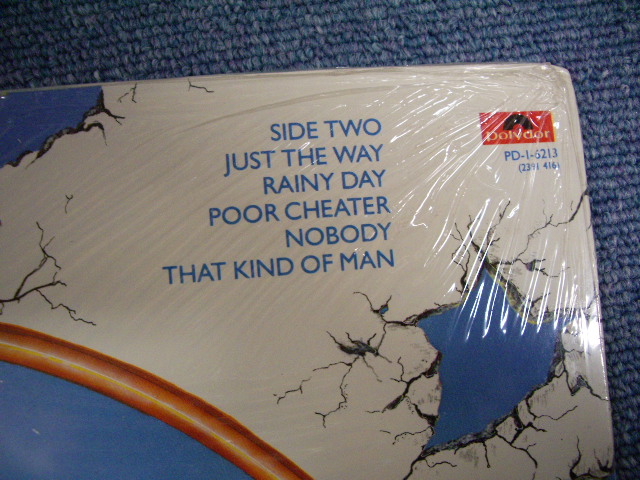 SIDE TWO
JUST THE WAY
RAINY DAY
POOR CHEATER
NOBODY
THAT KIND OF MAN
polydor
PD-1-6213
(2391 416)